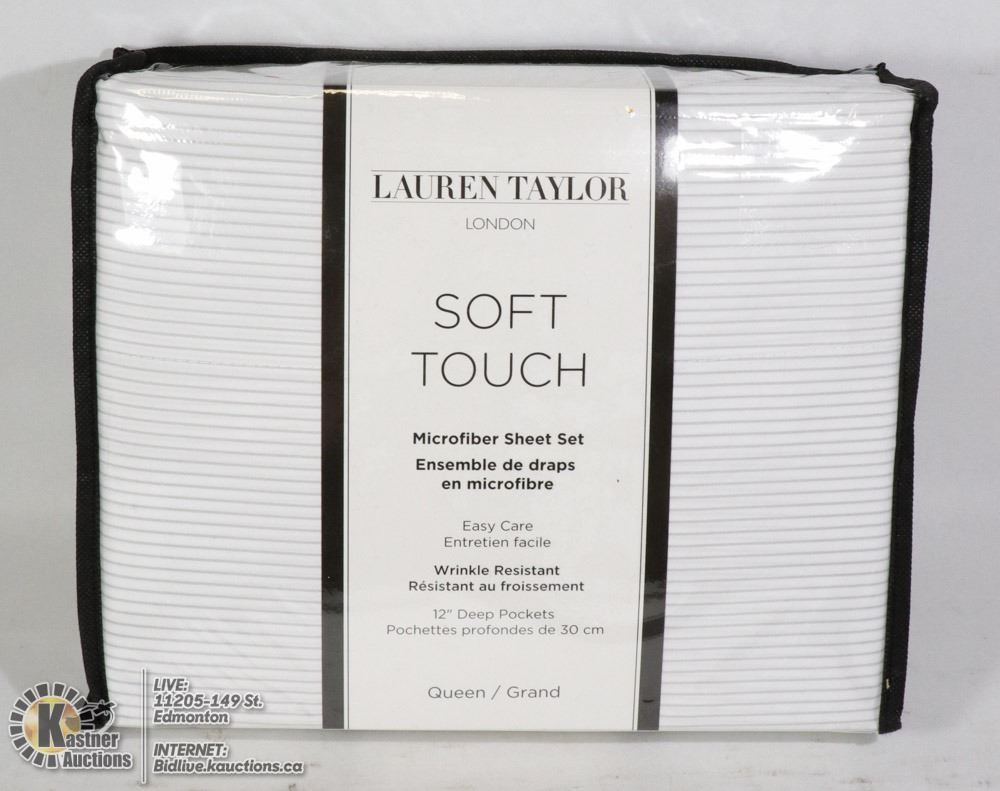 LAUREN TAYLOR
LONDON
SOFT
TOUCH
Microfiber Sheet Set
Ensemble de draps
en microfibre
Easy Care
Entretien facile
Wrinkle Resistant
Résistant au froissement
12" Deep Pockets
Pochettes profondes de 30 cm
Queen / Grand
Kastner
Auctions
LIVE:
11205-149 St.
Edmonton
INTERNET:
Bidlive.kauctions.ca